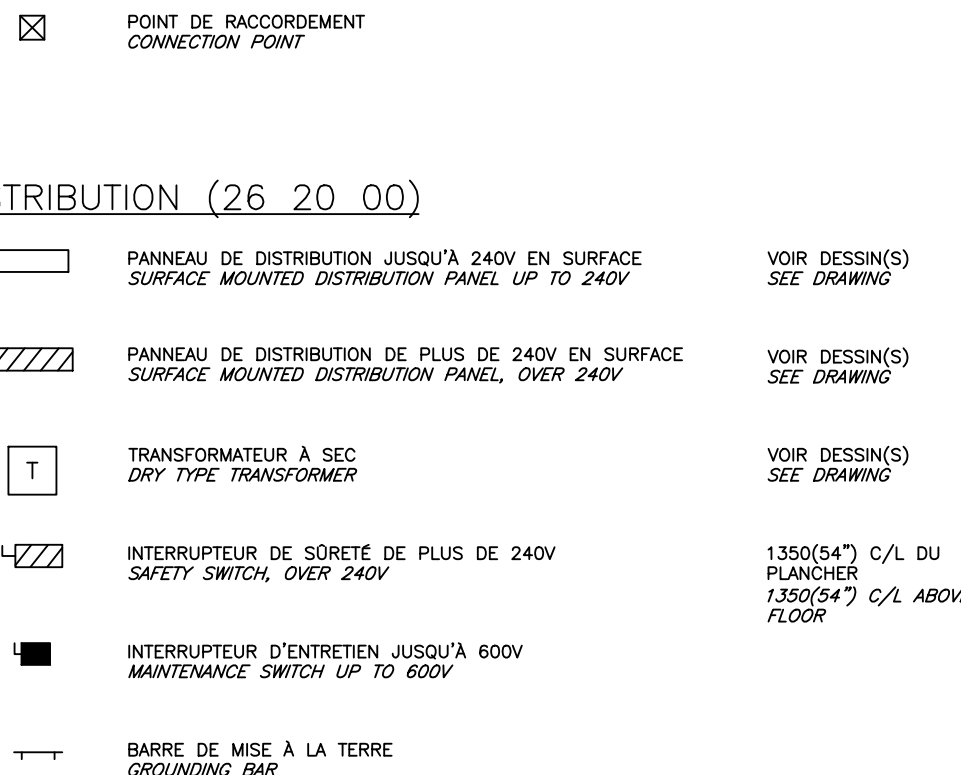 POINT DE RACCORDEMENT
CONNECTION POINT
TRIBUTION (26 20 00)
PANNEAU DE DISTRIBUTION JUSQU'À 240V EN SURFACE
SURFACE MOUNTED DISTRIBUTION PANEL UP TO 240V
VOIR DESSIN(S)
SEE DRAWING
PANNEAU DE DISTRIBUTION DE PLUS DE 240V EN SURFACE
SURFACE MOUNTED DISTRIBUTION PANEL, OVER 240V
VOIR DESSIN(S)
SEE DRAWING
T
TRANSFORMATEUR À SEC
DRY TYPE TRANSFORMER
VOIR DESSIN(S)
SEE DRAWING
INTERRUPTEUR DE SÛRETÉ DE PLUS DE 240V
SAFETY SWITCH, OVER 240V
1350(54") C/L DU
PLANCHER
1350(54") C/L ABOV
FLOOR
INTERRUPTEUR D'ENTRETIEN JUSQU'À 600V
MAINTENANCE SWITCH UP TO 600V
BARRE DE MISE À LA TERRE
GROUNDING BAR